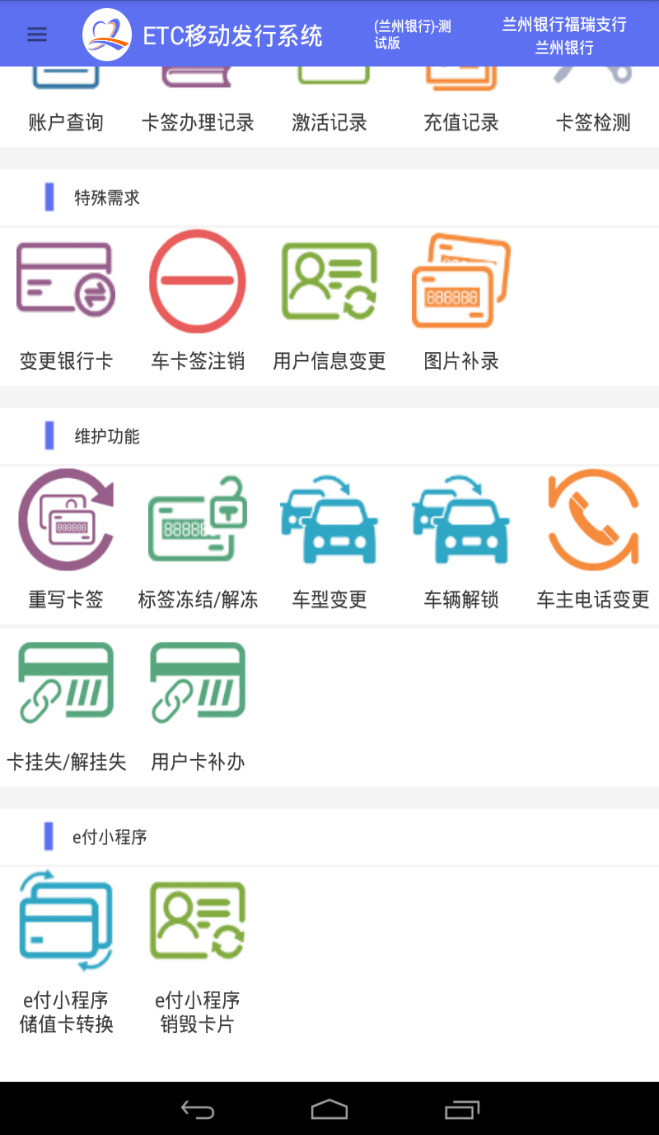 ETC移动发行系统
(兰州银行)-测
试版
兰州银行福瑞支行
兰州银行
账户查询 卡签办理记录 激活记录 充值记录 卡签检测
特殊需求
变更银行卡 车卡签注销 用户信息变更 图片补录
维护功能
重写卡签 标签冻结/解冻 车型变更 车辆解锁 车主电话变更
卡挂失/解挂失 用户卡补办
e付小程序
e付小程序
储值卡转换
e付小程序
销毁卡片